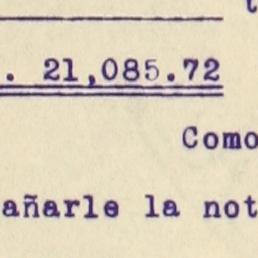 . 21,085.72
Como
añarle la not